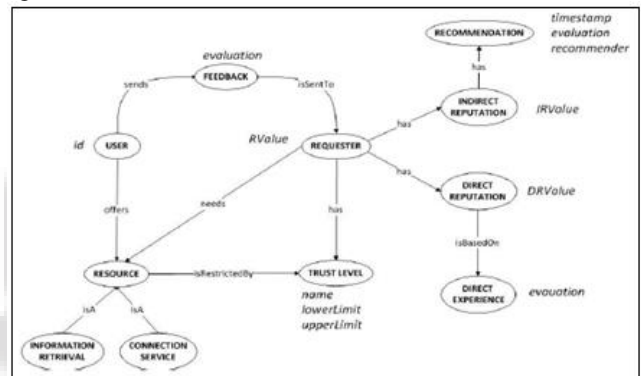 timestamp
RECOMMENDATION
evaluation
recommender
evaluation
FEEDBACK
sends
isSentTo
has
INDIRECT
REPUTATION
IRValue
id
USER
RValue
REQUESTER
has
has
DIRECT
REPUTATION
DRValue
offers
needs
has
isBasedOn
RESOURCE
isRestrictedBy
TRUST LEVEL
DIRECT
EXPERIENCE
evauation
name
lowerLimit
upperLimit
isA
isA
INFORMATION
RETRIEVAL
CONNECTION
SERVICE